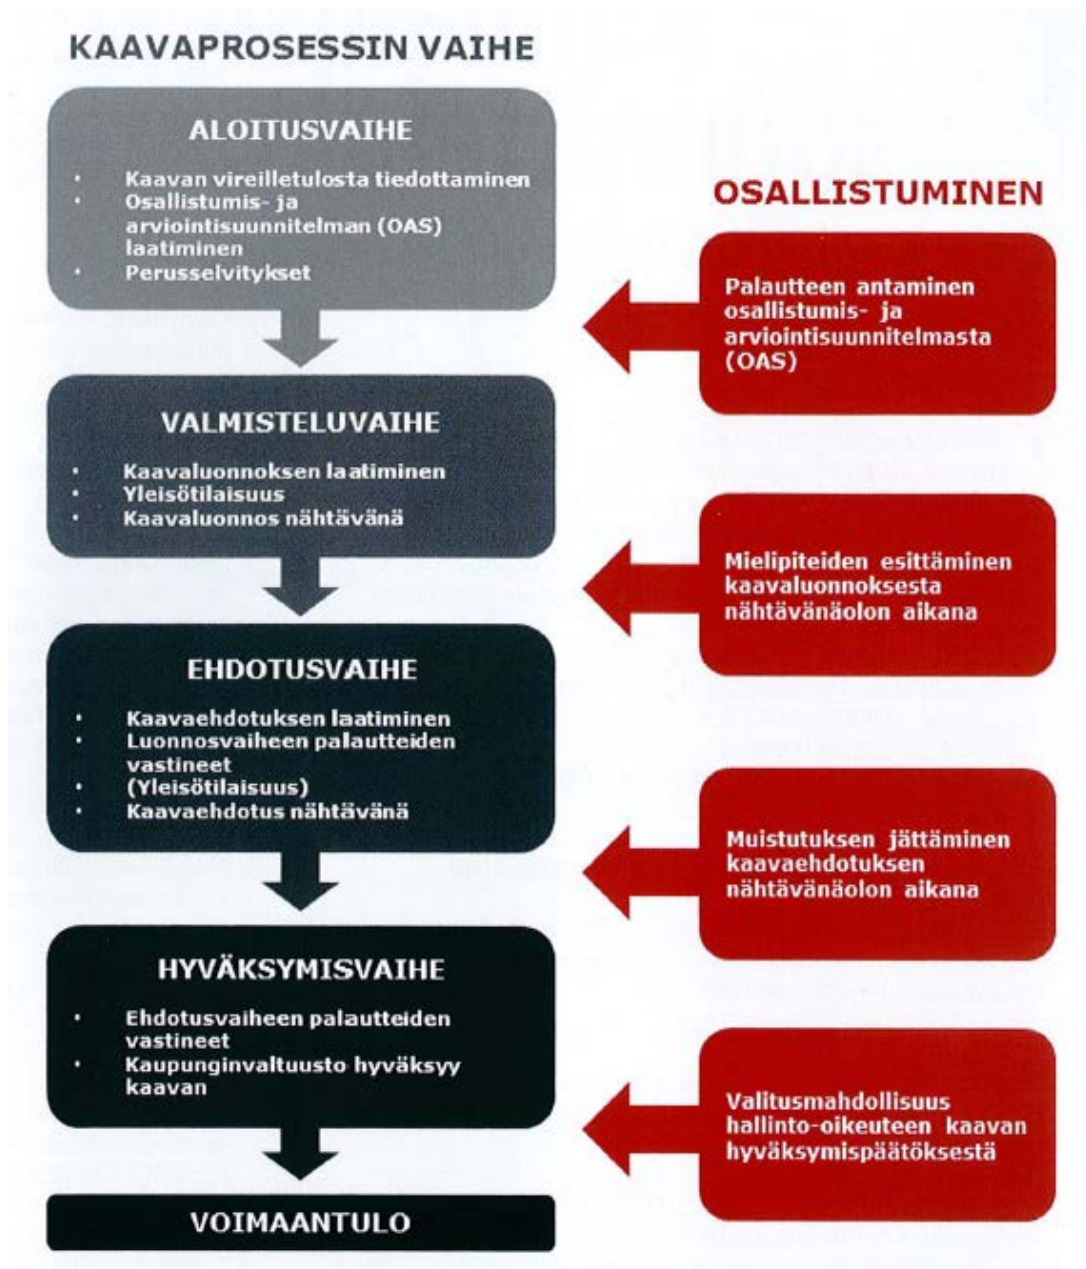 KAAVAPROSESSIN VAIHE
ALOITUSVAIHE
• Kaavan vireilletulosta tiedottaminen
• Osallistumis- ja
arviointisuunnitelman (OAS)
laatiminen
• Perusselvitykset
VALMISTELUVAIHE
• Kaavaluonnoksen laatiminen
• Yleisötilaisuus
• Kaavaluonnos nähtävänä
EHDOTUSVAIHE
• Kaavaehdotuksen laatiminen
• Luonnosvaiheen palautteiden
vastineet
• (Yleisötilaisuus)
• Kaavaehdotus nähtävänä
HYVÄKSYMISVAIHE
• Ehdotusvaiheen palautteiden
vastineet
• Kaupunginvaltuusto hyväksyy
kaavan
VOIMAANTULO
OSALLISTUMINEN
Palautteen antaminen
osallistumis- ja
arviointisuunnitelmasta
(OAS)
Mielipiteiden esittäminen
kaavaluonnoksesta
nähtävänäolon aikana
Muistutuksen jättäminen
kaavaehdotuksen
nähtävänäolon aikana
Valitusmahdollisuus
hallinto-oikeuteen kaavan
hyväksymispäätöksestä